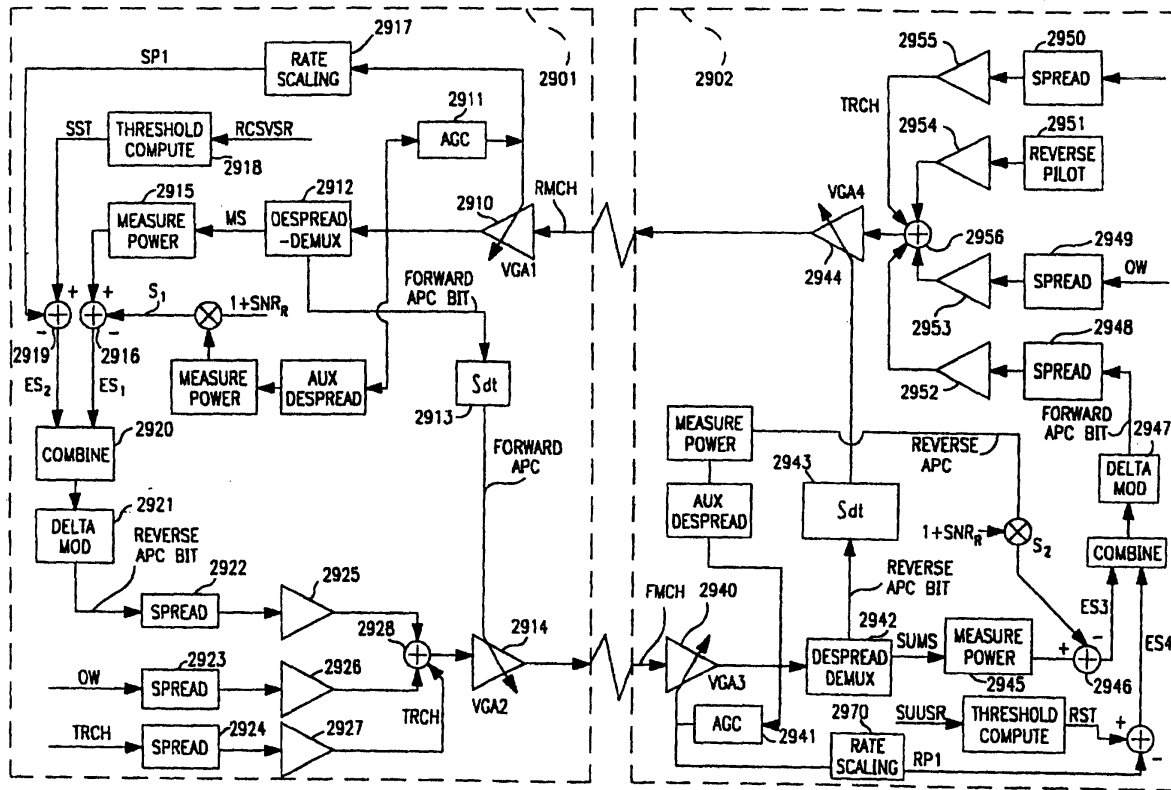 2917
SP1
RATE
SCALING
2901
2911
AGC
SST
THRESHOLD
COMPUTE
RCSVSR
2918
2915
MEASURE
POWER
MS
2912
DESPREAD
-DEMUX
2910
RMCH
VGA1
FORWARD
APC BIT
+
+
S1
1+SNRR
-
-
2919
2916
ES2
ES1
MEASURE
POWER
AUX
DESPREAD
∫dt
2913
2920
COMBINE
FORWARD
APC
2921
DELTA
MOD
REVERSE
APC BIT
2922
SPREAD
2925
2928
2914
OW
2923
SPREAD
2926
TRCH
VGA2
TRCH
SPREAD
2924
2927
2902
2955
2950
SPREAD
TRCH
2954
2951
REVERSE
PILOT
VGA4
2944
2956
2949
SPREAD
OW
2953
2948
SPREAD
2952
FORWARD
APC BIT
2947
DELTA
MOD
MEASURE
POWER
REVERSE
APC
2943
∫dt
AUX
DESPREAD
1+SNRR
S2
COMBINE
REVERSE
APC BIT
FMCH
2940
VGA3
2942
DESPREAD
DEMUX
SUMS
MEASURE
POWER
2945
+
-
2946
ES3
ES4
AGC
2941
2970
RATE
SCALING
SUUSR
THRESHOLD
COMPUTE
RST
+
RP1
-